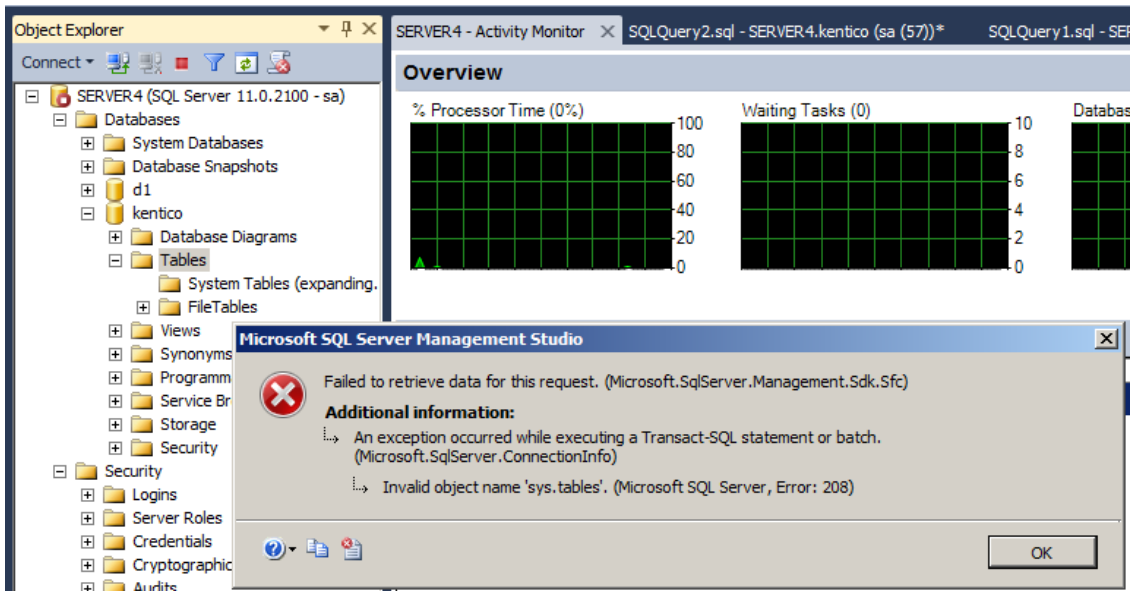 Object Explorer
Connect
SERVER4 (SQL Server 11.0.2100 - sa)
Databases
System Databases
Database Snapshots
d1
kentico
Database Diagrams
Tables
System Tables (expanding.
FileTables
Views
Synonyms
Programm
Service Br
Storage
Security
Security
Logins
Server Roles
Credentials
Cryptographic
Audits
SERVER4 - Activity Monitor
SQLQuery2.sql - SERVER4.kentico (sa (57))*
SQLQuery1.sql - SER
Overview
% Processor Time (0%)
100
80
60
40
20
0
Waiting Tasks (0)
10
8
6
4
2
0
Databas
Microsoft SQL Server Management Studio
Failed to retrieve data for this request. (Microsoft.SqlServer.Management.Sdk.Sfc)
Additional information:
An exception occurred while executing a Transact-SQL statement or batch.
(Microsoft.SqlServer.ConnectionInfo)
Invalid object name 'sys.tables'. (Microsoft SQL Server, Error: 208)
OK